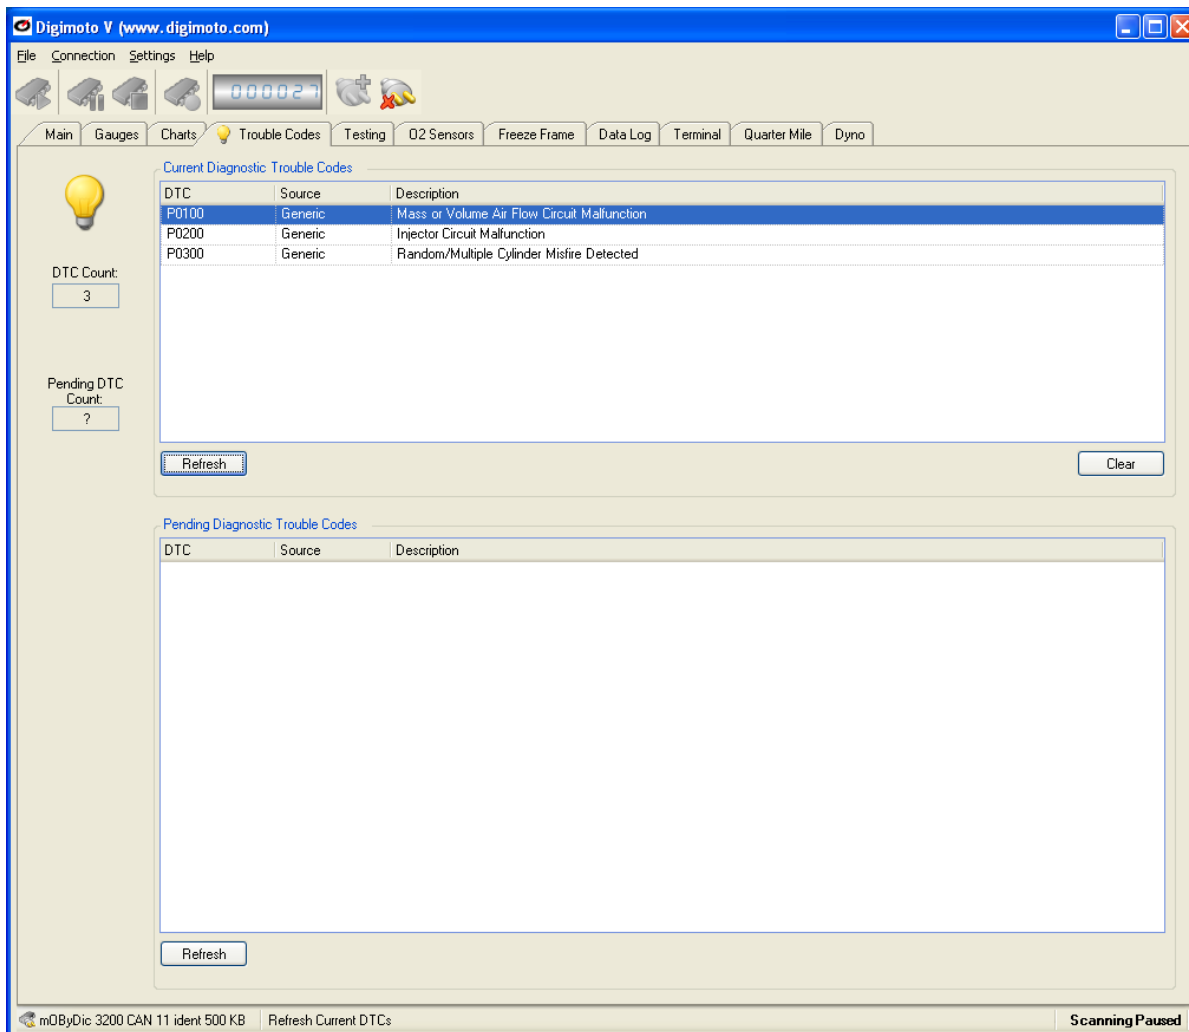 Digimoto V (www.digimoto.com)
File Connection Settings Help
000027
Main Gauges Charts Trouble Codes Testing O2 Sensors Freeze Frame Data Log Terminal Quarter Mile Dyno
Current Diagnostic Trouble Codes
DTC Source Description
P0100 Generic Mass or Volume Air Flow Circuit Malfunction
P0200 Generic Injector Circuit Malfunction
P0300 Generic Random/Multiple Cylinder Misfire Detected
DTC Count:
3
Pending DTC
Count:
?
Refresh Clear
Pending Diagnostic Trouble Codes
DTC Source Description
Refresh
mOByDic 3200 CAN 11 ident 500 KB Refresh Current DTCs Scanning Paused